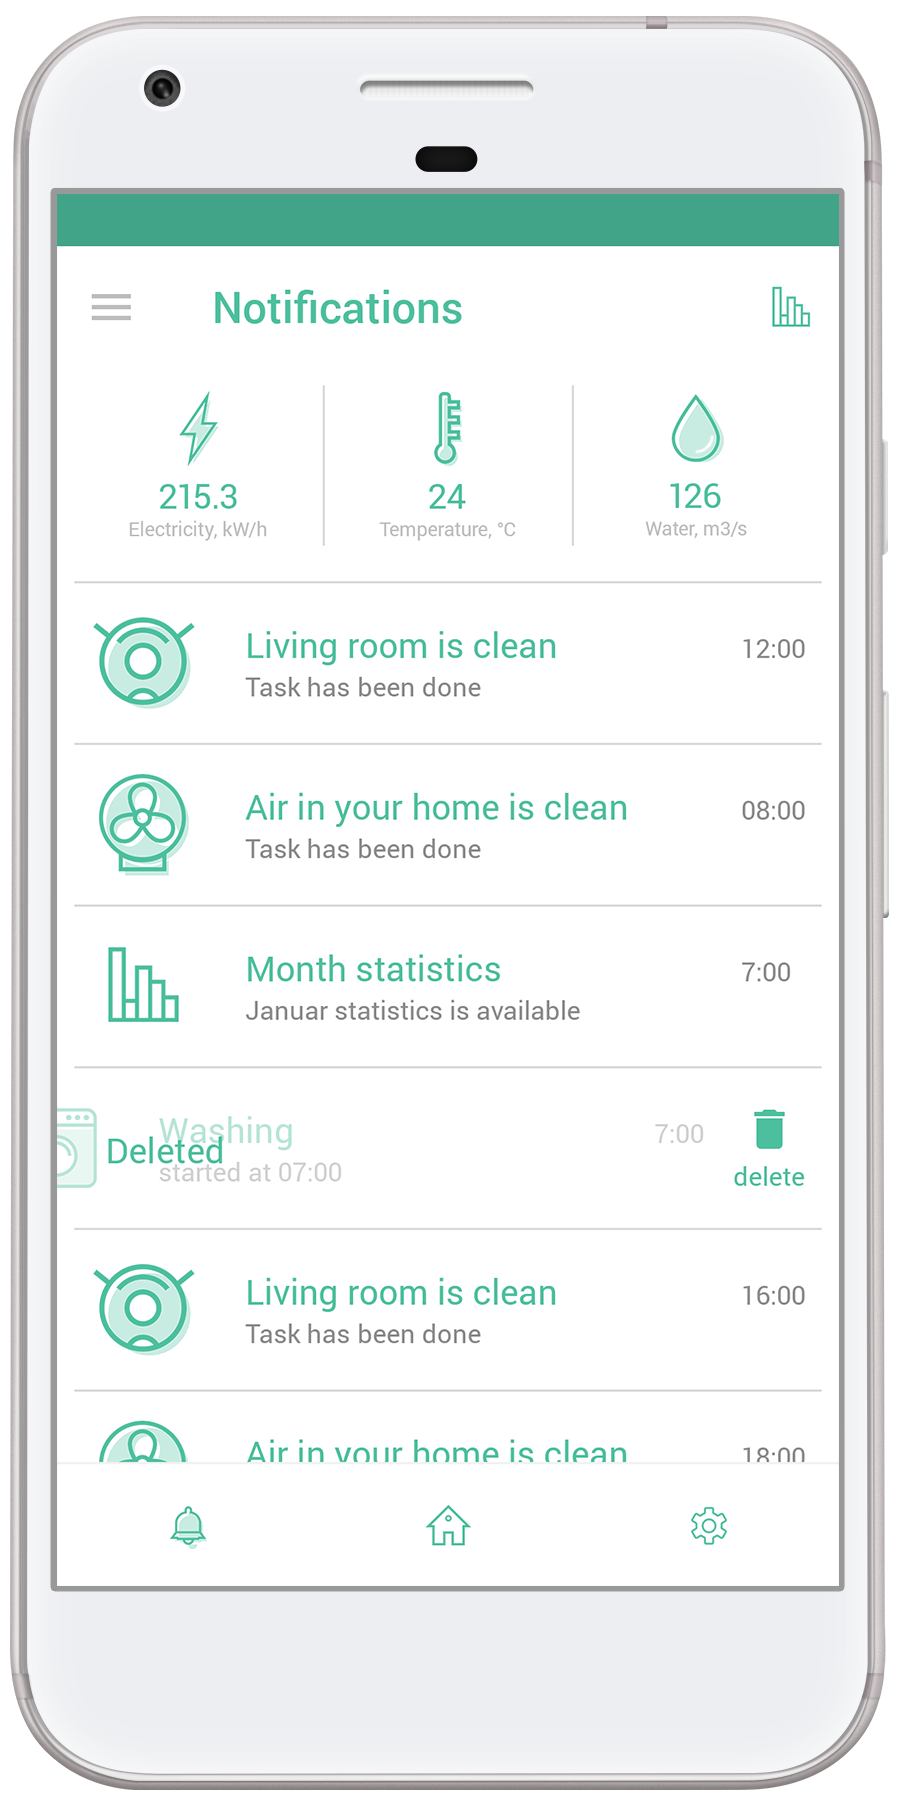 Notifications
215.3
Electricity, kW/h
24
Temperature, °C
126
Water, m3/s
Living room is clean
12:00
Task has been done
Air in your home is clean
08:00
Task has been done
Month statistics
7:00
Januar statistics is available
Washing
7:00
Deleted
started at 07:00
delete
Living room is clean
16:00
Task has been done
Air in your home is clean
18:00